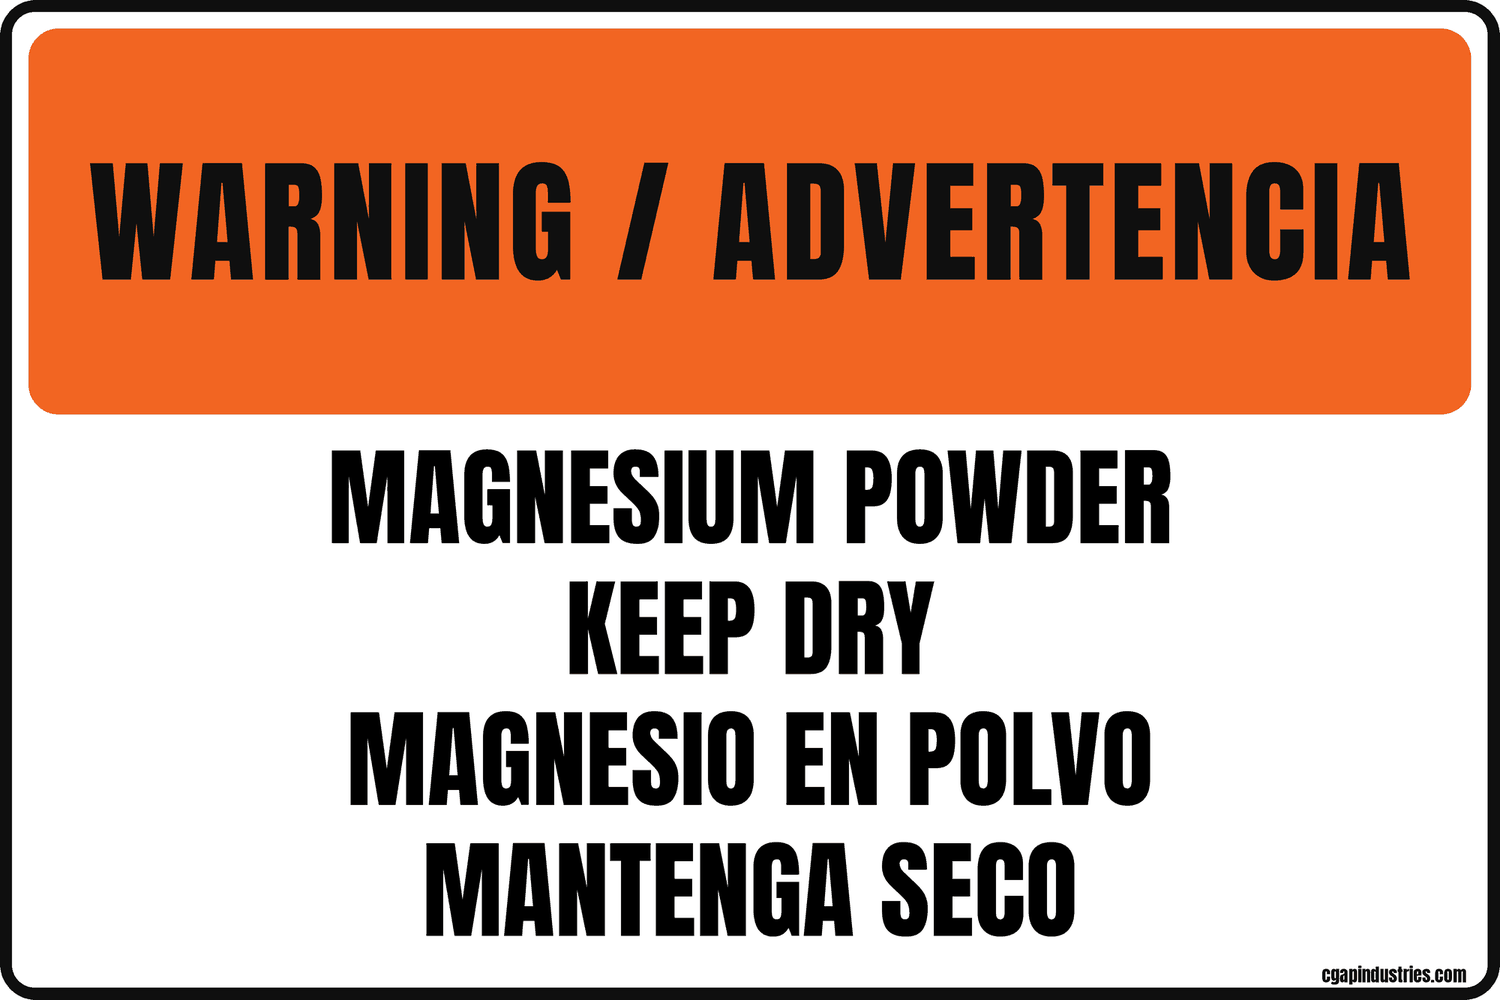 WARNING / ADVERTENCIA
MAGNESIUM POWDER
KEEP DRY
MAGNESIO EN POLVO
MANTENGA SECO
cgapindustries.com